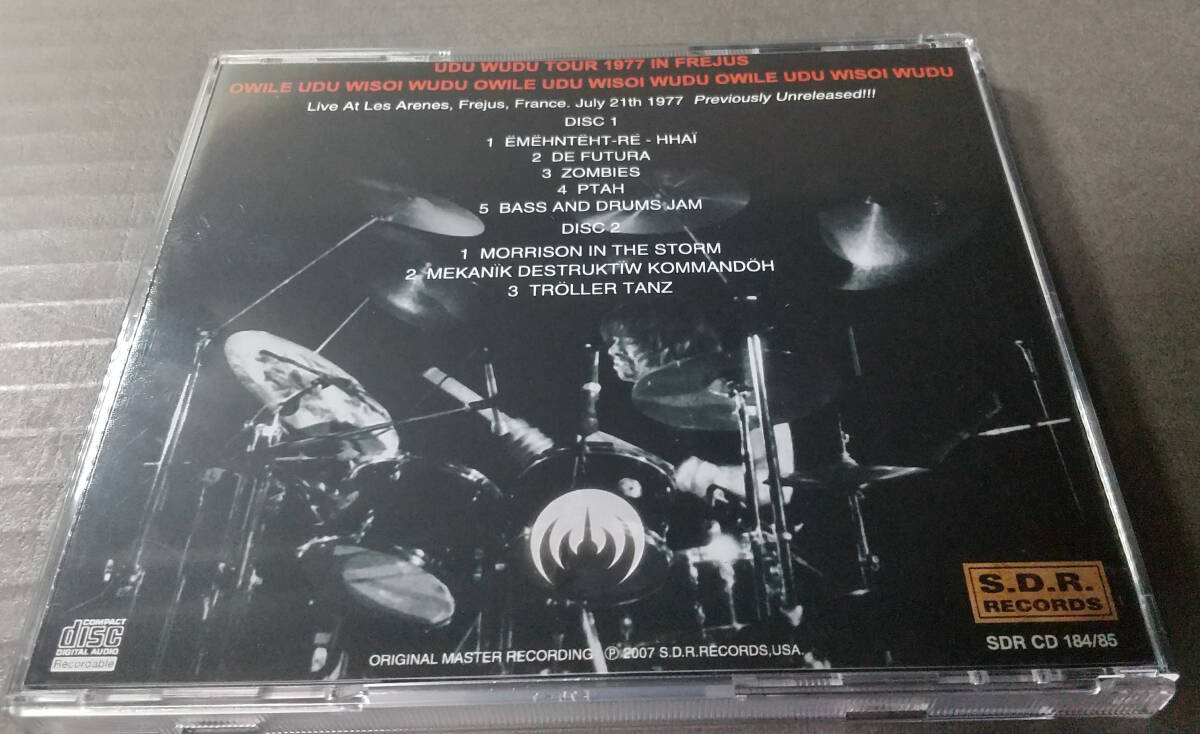 UDU WUDU TOUR 1977 IN FREJUS
OWILE UDU WISOI WUDU OWILE UDU WISOI WUDU OWILE UDU WISOI WUDU
Live At Les Arenes, Frejus, France. July 21th 1977 Previously Unreleased!!!
DISC 1
1 ËMËHNTËHT-RÉ - HHAÏ
2 DE FUTURA
3 ZOMBIES
4 PTAH
5 BASS AND DRUMS JAM
DISC 2
1 MORRISON IN THE STORM
2 MEKANÏK DESTRUKTÏW KOMMANDÖH
3 TRÖLLER TANZ
S.D.R.
RECORDS
SDR CD 184/85
COMPACT
disc
DIGITAL AUDIO
Recordable
ORIGINAL MASTER RECORDING ℗ 2007 S.D.R.RECORDS,USA.